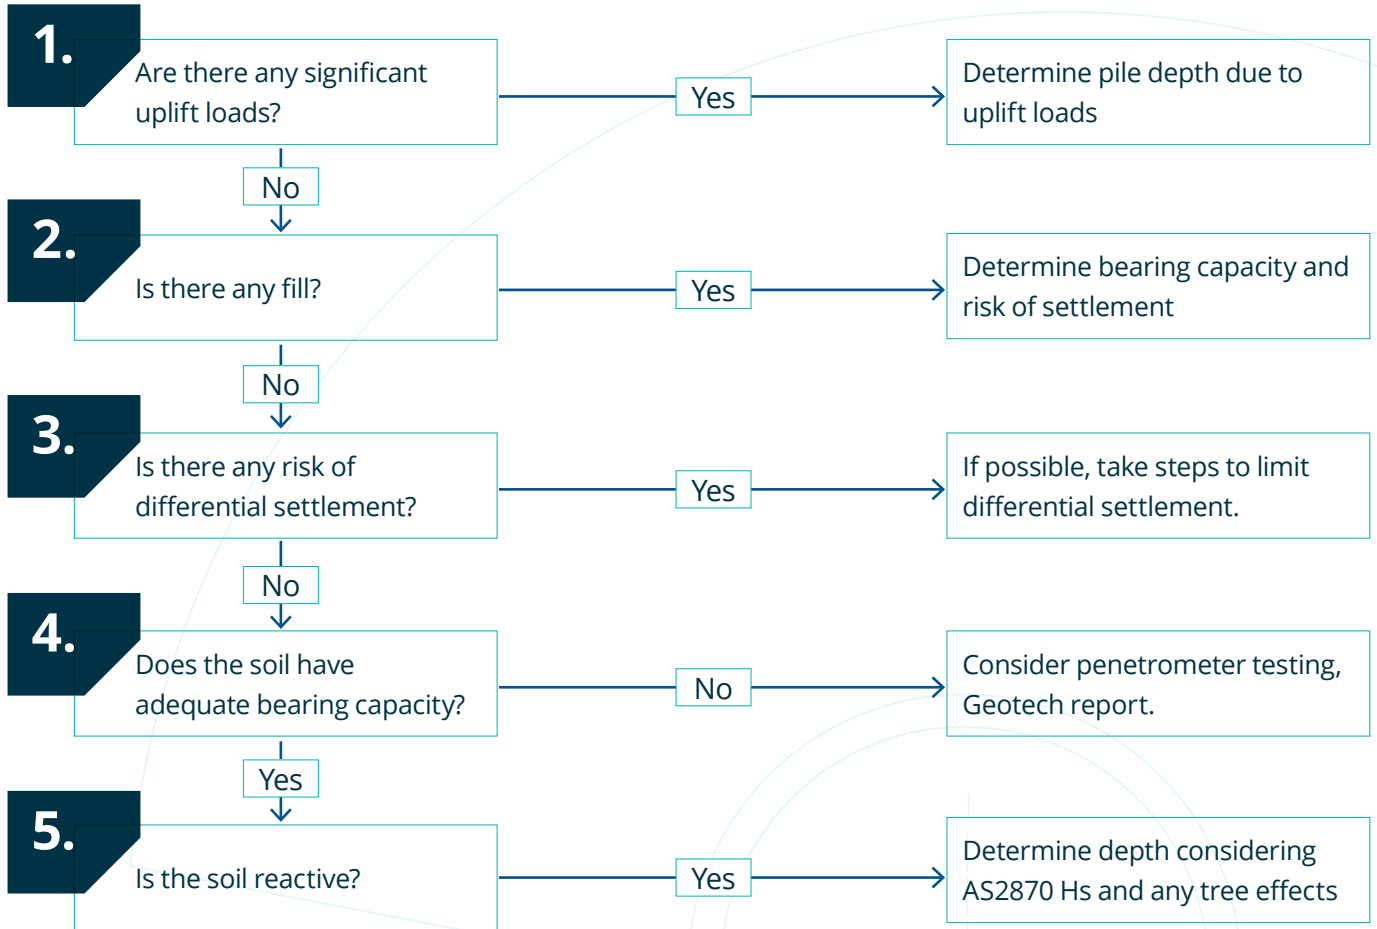 1.
Are there any significant
uplift loads?
Yes
Determine pile depth due to
uplift loads
No
2.
Is there any fill?
Yes
Determine bearing capacity and
risk of settlement
No
3.
Is there any risk of
differential settlement?
Yes
If possible, take steps to limit
differential settlement.
No
4.
Does the soil have
adequate bearing capacity?
No
Consider penetrometer testing,
Geotech report.
Yes
5.
Is the soil reactive?
Yes
Determine depth considering
AS2870 Hs and any tree effects